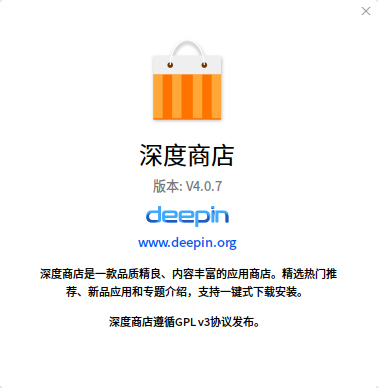 深度商店
版本: V4.0.7
deepin
www.deepin.org
深度商店是一款品质精良、内容丰富的应用商店。精选热门推
荐、新品应用和专题介绍，支持一键式下载安装。
深度商店遵循GPL v3协议发布。